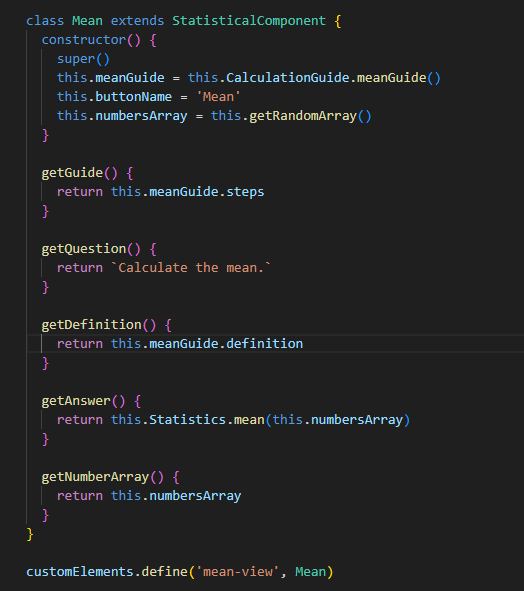 class Mean extends StatisticalComponent {
constructor() {
super()
this.meanGuide = this.CalculationGuide.meanGuide()
this.buttonName = 'Mean'
this.numbersArray = this.getRandomArray()
}
getGuide() {
return this.meanGuide.steps
}
getQuestion() {
return `Calculate the mean.`
}
getDefinition() {
return this.meanGuide.definition
}
getAnswer() {
return this.Statistics.mean(this.numbersArray)
}
getNumberArray() {
return this.numbersArray
}
}
customElements.define('mean-view', Mean)